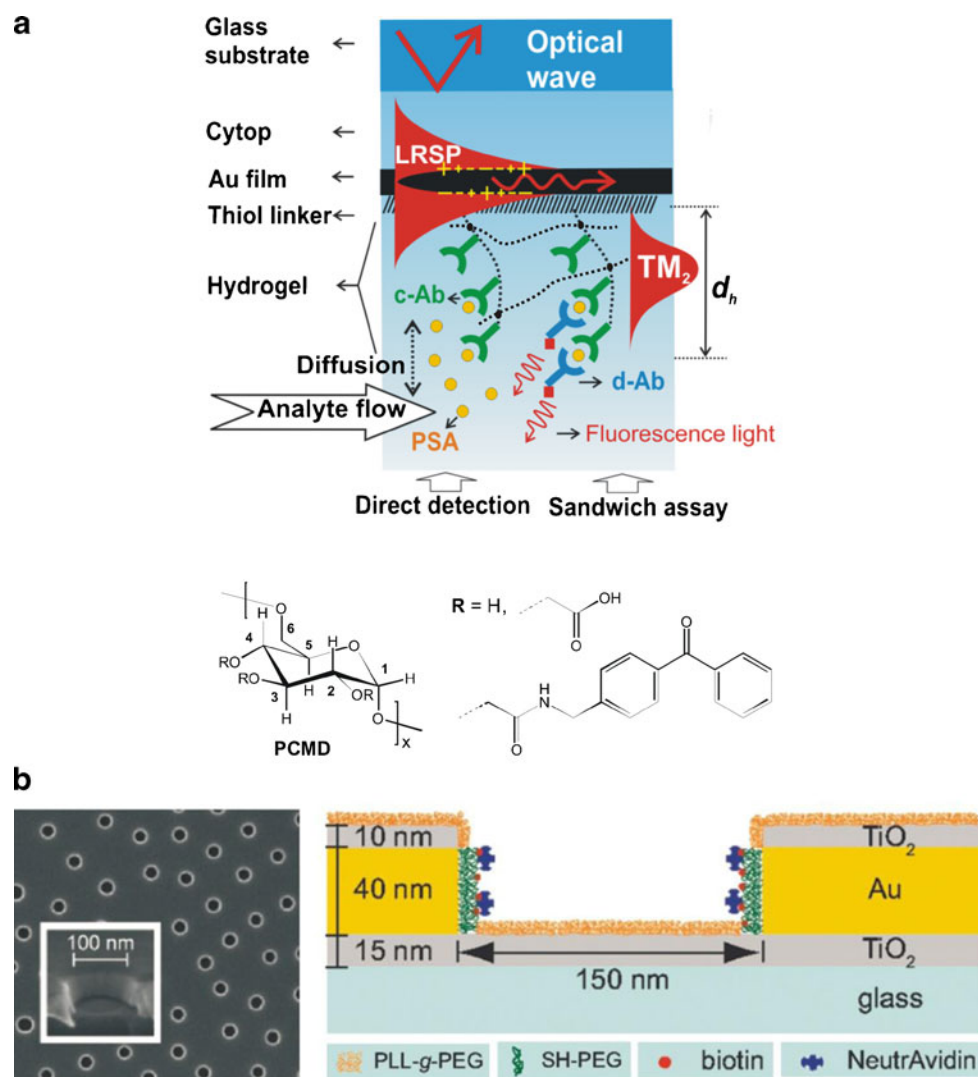 a
Glass
substrate
Optical
wave
Cytop
LRSP
Au film
Thiol linker
Hydrogel
TM2
dh
c-Ab
Diffusion
d-Ab
Analyte flow
PSA
Fluorescence light
Direct detection
Sandwich assay
R = H,
OH
O
H
O
6
4
5
H
O
1
H
RO
RO
3
2
RO
H
H
O
x
PCMD
O
H
N
O
b
100 nm
10 nm
TiO2
40 nm
Au
15 nm
TiO2
150 nm
glass
PLL-g-PEG
SH-PEG
biotin
NeutrAvidin